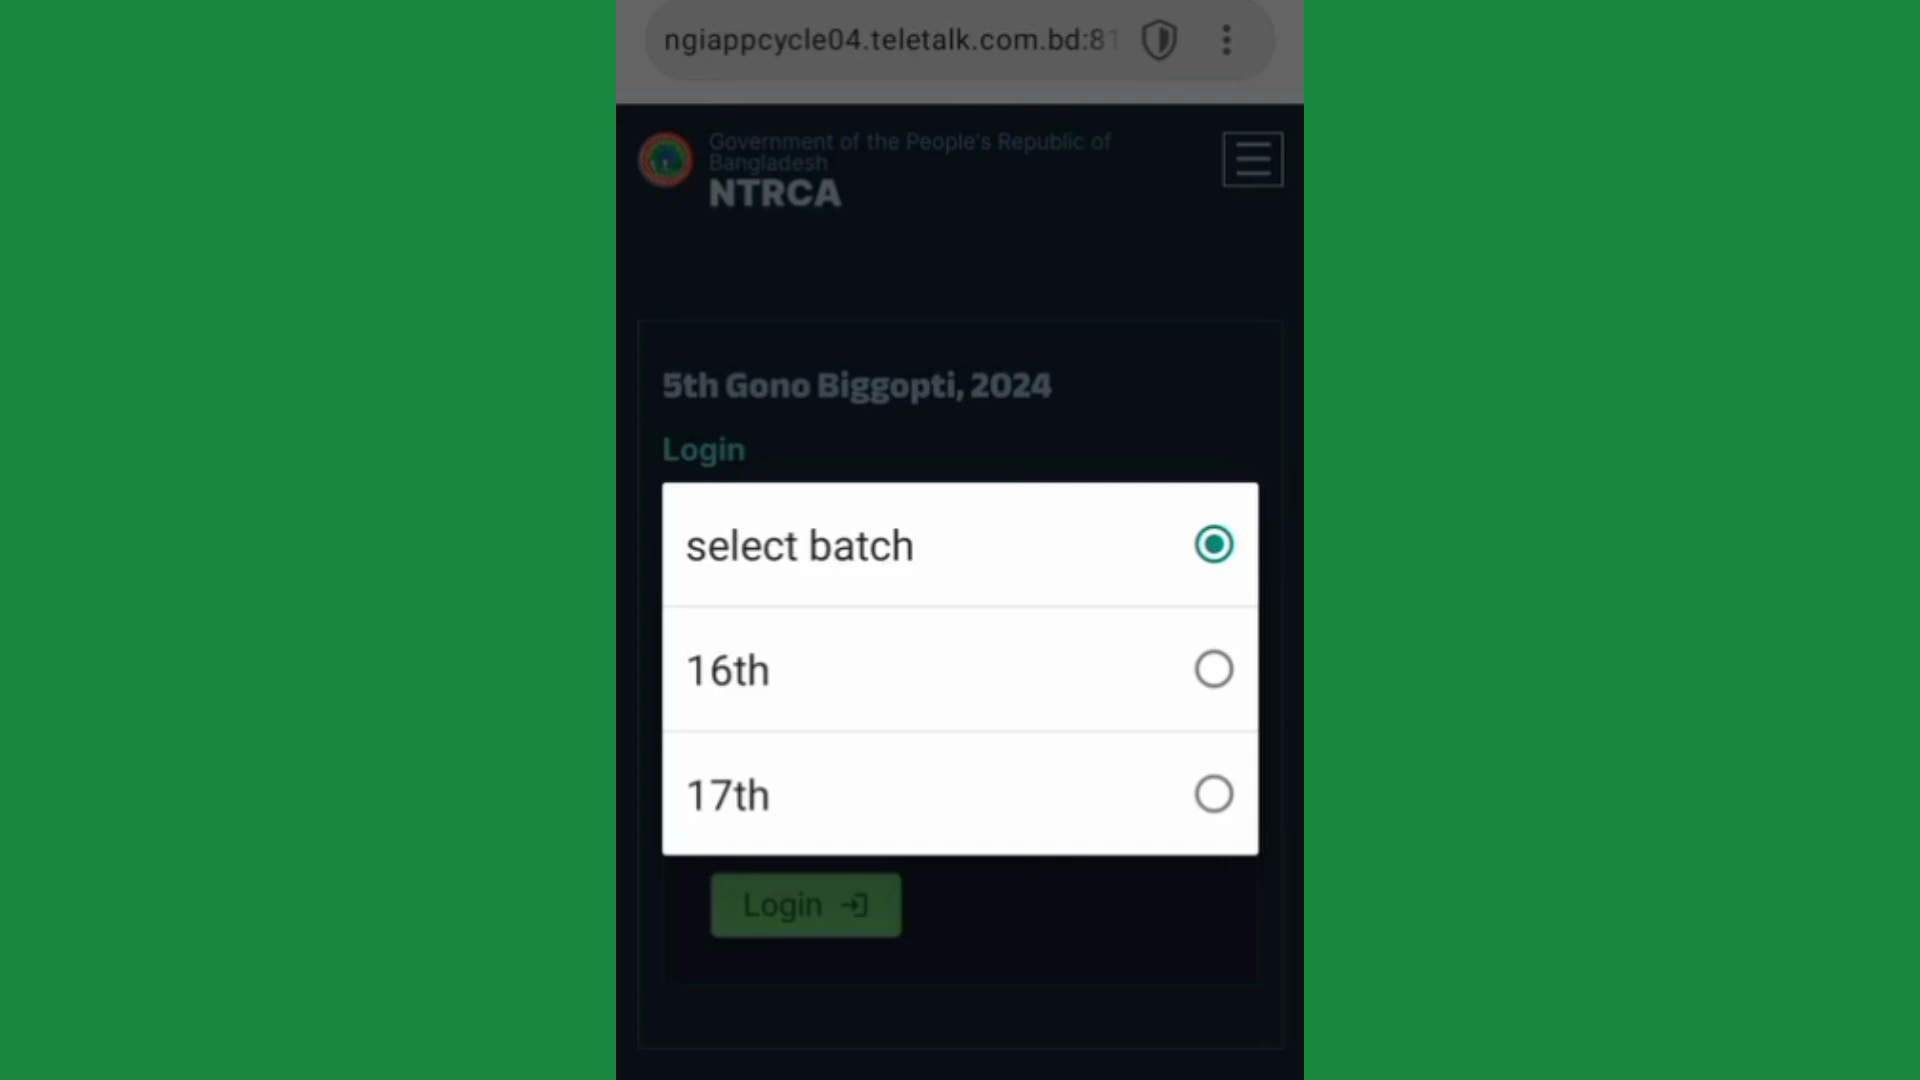 ngiappcycle04.teletalk.com.bd:81
Government of the People's Republic of
Bangladesh
NTRCA
5th Gono Biggopti, 2024
Login
select batch
16th
17th
Login